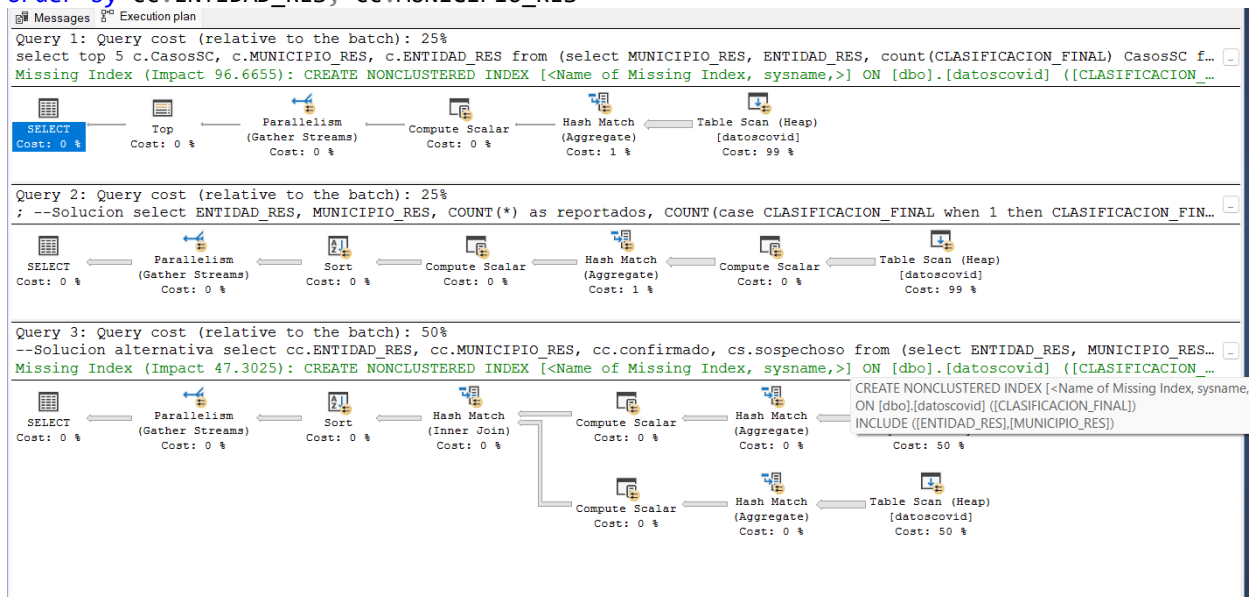 order by cc.ENTIDAD_RES, cc.MUNICIPIO_RES
Messages Execution plan
Query 1: Query cost (relative to the batch): 25%
select top 5 c.CasosSC, c.MUNICIPIO_RES, c.ENTIDAD_RES from (select MUNICIPIO_RES, ENTIDAD_RES, count(CLASIFICACION_FINAL) CasosSC f…
Missing Index (Impact 96.6655): CREATE NONCLUSTERED INDEX [<Name of Missing Index, sysname,>] ON [dbo].[datoscovid] ([CLASIFICACION_…
SELECT
Cost: 0 %
Top
Cost: 0 %
Parallelism
(Gather Streams)
Cost: 0 %
Compute Scalar
Cost: 0 %
Hash Match
(Aggregate)
Cost: 1 %
Table Scan (Heap)
[datoscovid]
Cost: 99 %
Query 2: Query cost (relative to the batch): 25%
; --Solucion select ENTIDAD_RES, MUNICIPIO_RES, COUNT(*) as reportados, COUNT(case CLASIFICACION_FINAL when 1 then CLASIFICACION_FIN…
SELECT
Cost: 0 %
Parallelism
(Gather Streams)
Cost: 0 %
Sort
Cost: 0 %
Compute Scalar
Cost: 0 %
Hash Match
(Aggregate)
Cost: 1 %
Compute Scalar
Cost: 0 %
Table Scan (Heap)
[datoscovid]
Cost: 99 %
Query 3: Query cost (relative to the batch): 50%
--Solucion alternativa select cc.ENTIDAD_RES, cc.MUNICIPIO_RES, cc.confirmado, cs.sospechoso from (select ENTIDAD_RES, MUNICIPIO_RES…
Missing Index (Impact 47.3025): CREATE NONCLUSTERED INDEX [<Name of Missing Index, sysname,>] ON [dbo].[datoscovid] ([CLASIFICACION_…
CREATE NONCLUSTERED INDEX [<Name of Missing Index, sysname,
ON [dbo].[datoscovid] ([CLASIFICACION_FINAL])
INCLUDE ([ENTIDAD_RES],[MUNICIPIO_RES])
SELECT
Cost: 0 %
Parallelism
(Gather Streams)
Cost: 0 %
Sort
Cost: 0 %
Hash Match
(Inner Join)
Cost: 0 %
Compute Scalar
Cost: 0 %
Hash Match
(Aggregate)
Cost: 0 %
Cost: 50 %
Compute Scalar
Cost: 0 %
Hash Match
(Aggregate)
Cost: 0 %
Table Scan (Heap)
[datoscovid]
Cost: 50 %